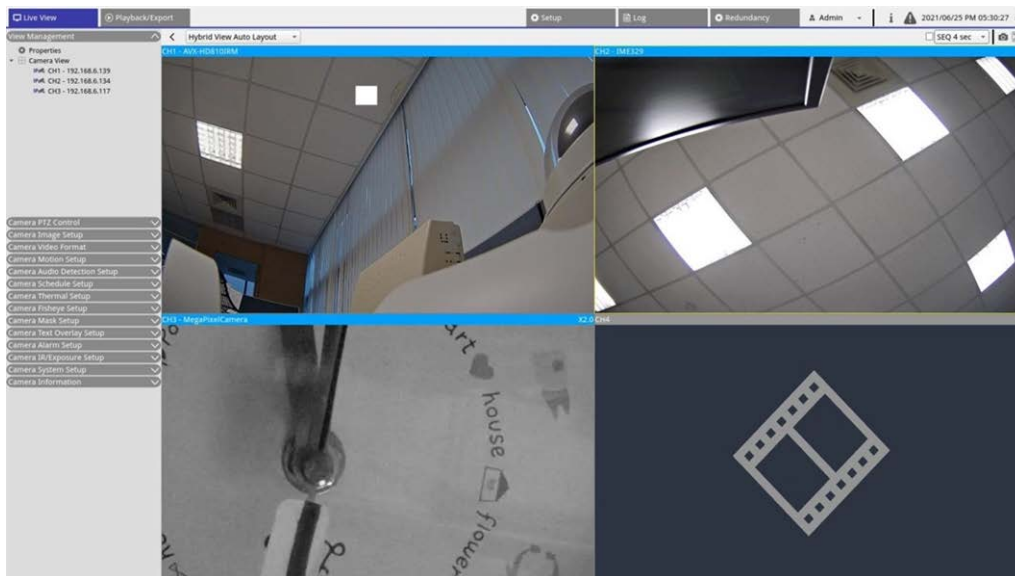 Live View
Playback/Export
Setup
Log
Redundancy
Admin
i
2021/06/25 PM 05:30:27
View Management
Hybrid View Auto Layout
SEQ 4 sec
Properties
Camera View
CH1 - 192.168.6.139
CH2 - 192.168.6.134
CH3 - 192.168.6.117
CH1 - AVX-HD810IRM
CH2 - IME329
Camera PTZ Control
Camera Image Setup
Camera Video Format
Camera Motion Setup
Camera Audio Detection Setup
Camera Schedule Setup
Camera Thermal Setup
Camera Fisheye Setup
Camera Mask Setup
Camera Text Overlay Setup
Camera Alarm Setup
Camera IR/Exposure Setup
Camera System Setup
Camera Information
CH3 - MegaPixelCamera
X2.0
CH4
art
house
flower